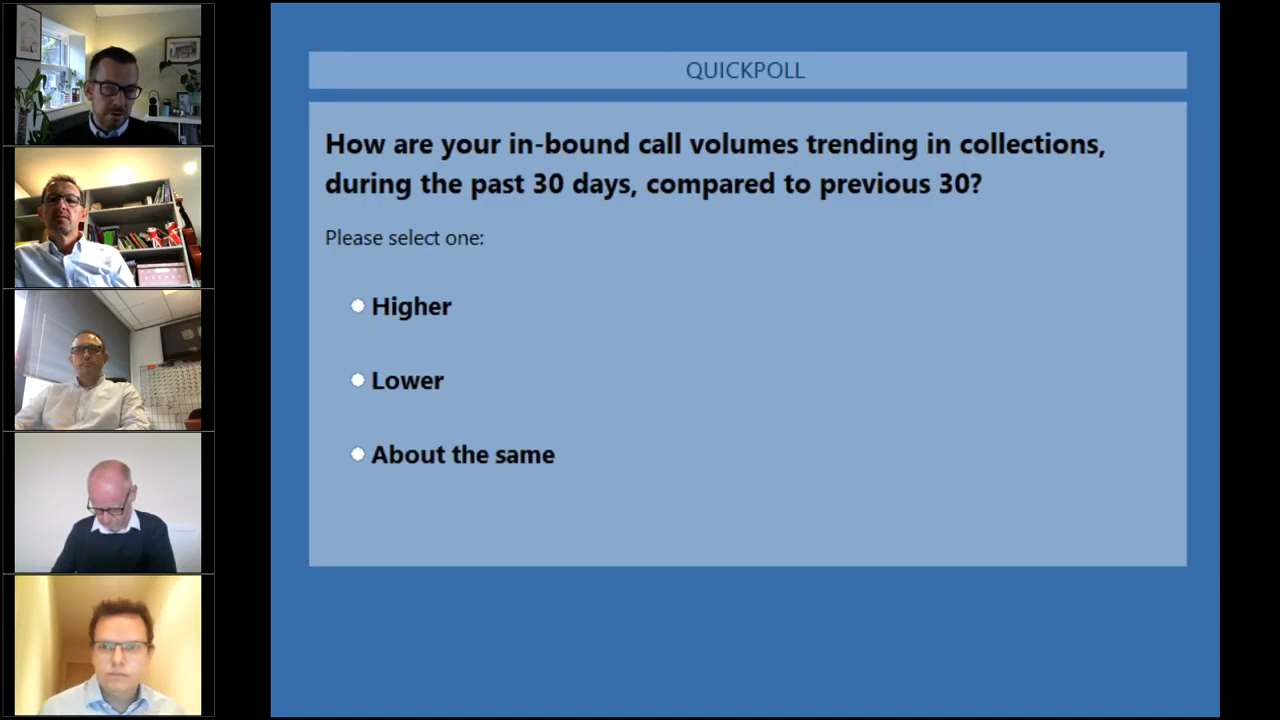 QUICKPOLL
How are your in-bound call volumes trending in collections,
during the past 30 days, compared to previous 30?
Please select one:
Higher
Lower
About the same